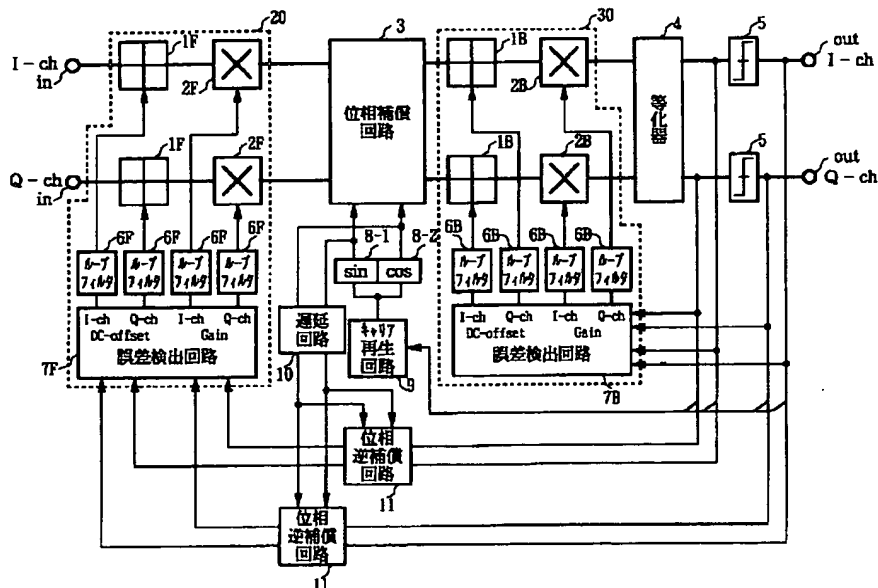 20
30
3
4
5
out
I-ch
in
1F
2F
I-ch
1B
2B
位相補償
回路
等化器
1F
2F
1B
2B
5
out
Q-ch
in
Q-ch
8-1
8-2
6F
6F
6F
6F
6B
6B
6B
6B
sin
cos
ループ
フィルタ
ループ
フィルタ
ループ
フィルタ
ループ
フィルタ
ループ
フィルタ
ループ
フィルタ
ループ
フィルタ
ループ
フィルタ
I-ch Q-ch I-ch Q-ch
DC-offset Gain
誤差検出回路
7F
遅延
回路
10
キャリア
再生
回路
9
I-ch Q-ch I-ch Q-ch
DC-offset Gain
誤差検出回路
7B
位相
逆補償
回路
11
位相
逆補償
回路
11